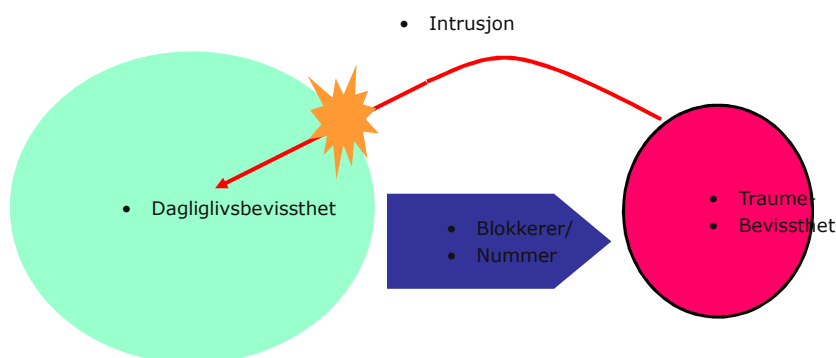 • Intrusjon
• Dagliglivsbevissthet
• Blokkerer/
• Nummer
• Traume-
• Bevissthet